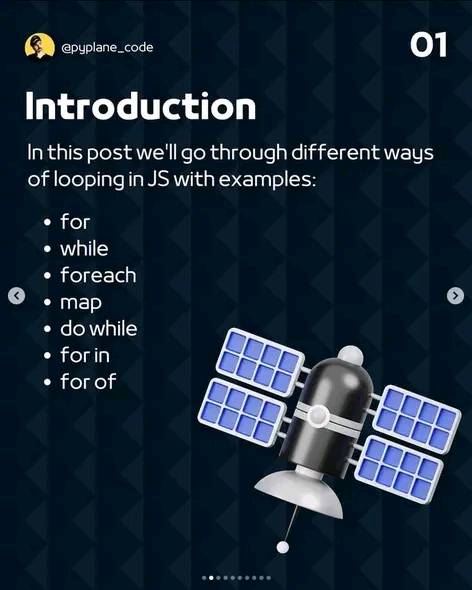 @pyplane_code
01
Introduction
In this post we'll go through different ways
of looping in JS with examples:
• for
• while
• foreach
• map
• do while
• for in
• for of